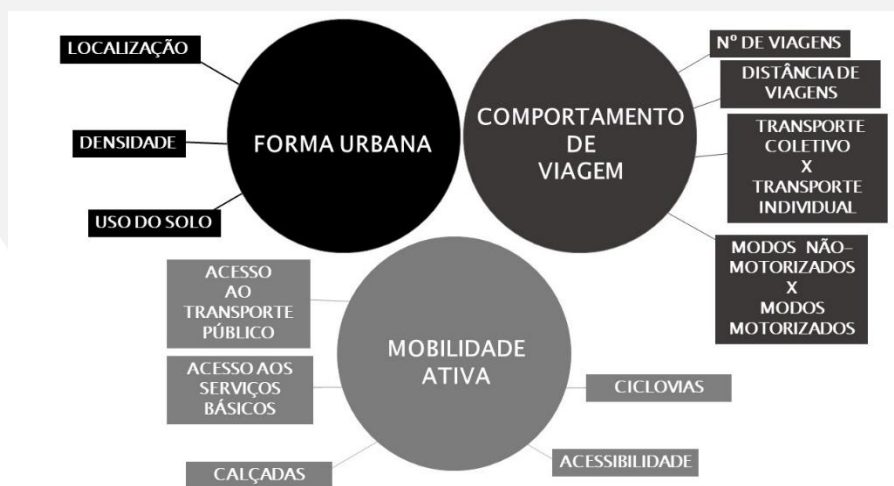 LOCALIZAÇÃO
DENSIDADE
USO DO SOLO
FORMA URBANA
COMPORTAMENTO
DE
VIAGEM
Nº DE VIAGENS
DISTÂNCIA DE
VIAGENS
TRANSPORTE
COLETIVO
X
TRANSPORTE
INDIVIDUAL
MODOS NÃO-
MOTORIZADOS
X
MODOS
MOTORIZADOS
ACESSO
AO
TRANSPORTE
PÚBLICO
ACESSO AOS
SERVIÇOS
BÁSICOS
CALÇADAS
MOBILIDADE
ATIVA
CICLOVIAS
ACESSIBILIDADE